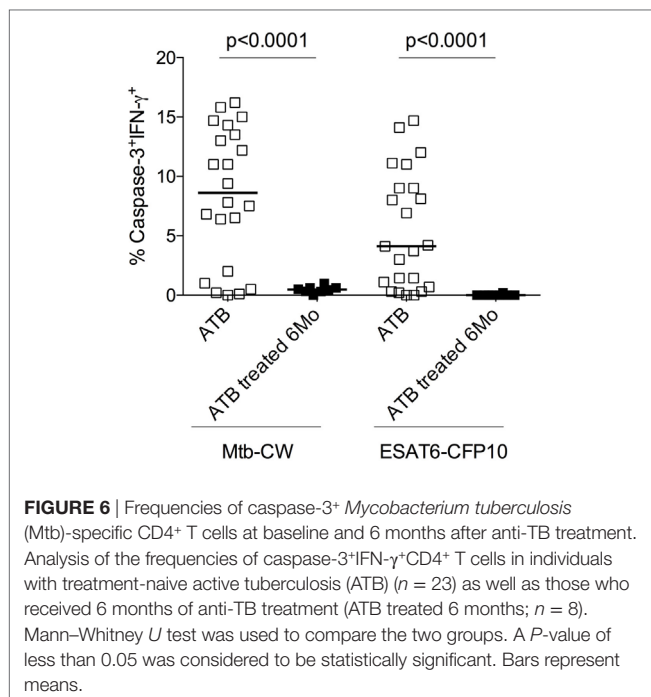 p<0.0001 p<0.0001
20
15
10
5
0
% Caspase-3⁺IFN-γ⁺
ATB
ATB treated 6Mo
ATB
ATB treated 6Mo
Mtb-CW ESAT6-CFP10
FIGURE 6 | Frequencies of caspase-3⁺ Mycobacterium tuberculosis
(Mtb)-specific CD4⁺ T cells at baseline and 6 months after anti-TB treatment.
Analysis of the frequencies of caspase-3⁺IFN-γ⁺CD4⁺ T cells in individuals
with treatment-naive active tuberculosis (ATB) (n = 23) as well as those who
received 6 months of anti-TB treatment (ATB treated 6 months; n = 8).
Mann–Whitney U test was used to compare the two groups. A P-value of
less than 0.05 was considered to be statistically significant. Bars represent
means.